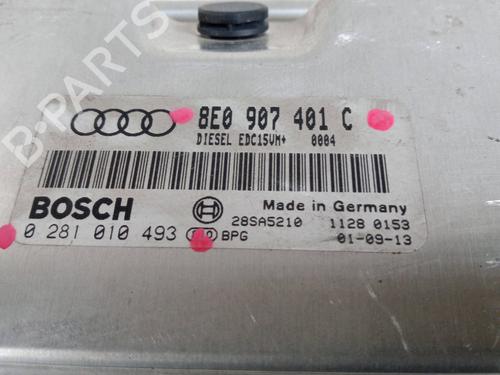 8E0 907 401 C
DIESEL EDC15VM+ 0004
BOSCH
Made in Germany
28SA5210 1128 0153
0 281 010 493 BPG 01-09-13
B-PARTS